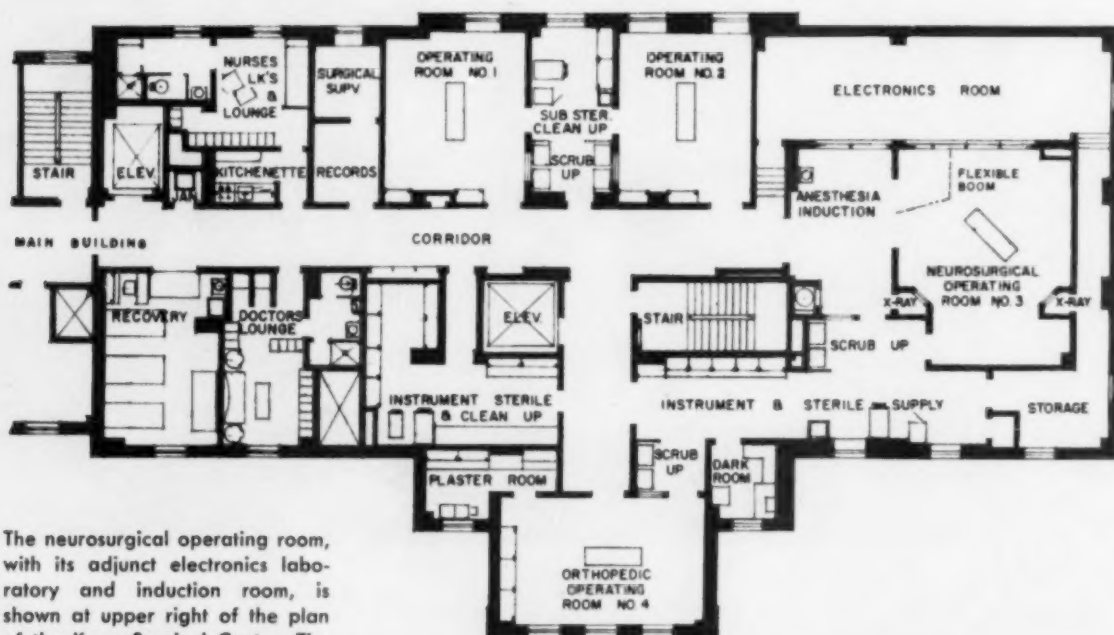 NURSES
LK'S
&
LOUNGE
SURGICAL
SUPV.
OPERATING
ROOM NO.1
SUB STER.
CLEAN UP
SCRUB
UP
OPERATING
ROOM NO.2
ELECTRONICS ROOM
STAIR
ELEV.
JAN
KITCHENETTE
RECORDS
ANESTHESIA
INDUCTION
FLEXIBLE
BOOM
MAIN BUILDING
CORRIDOR
NEUROSURGICAL
OPERATING
ROOM NO.3
X-RAY
X-RAY
RECOVERY
DOCTORS
LOUNGE
ELEV.
STAIR
SCRUB UP
INSTRUMENT STERILE
& CLEAN UP
INSTRUMENT & STERILE SUPPLY
STORAGE
PLASTER ROOM
SCRUB
UP
DARK
ROOM
ORTHOPEDIC
OPERATING
ROOM NO.4
The neurosurgical operating room,
with its adjunct electronics labo-
ratory and induction room, is
shown at upper right of the plan